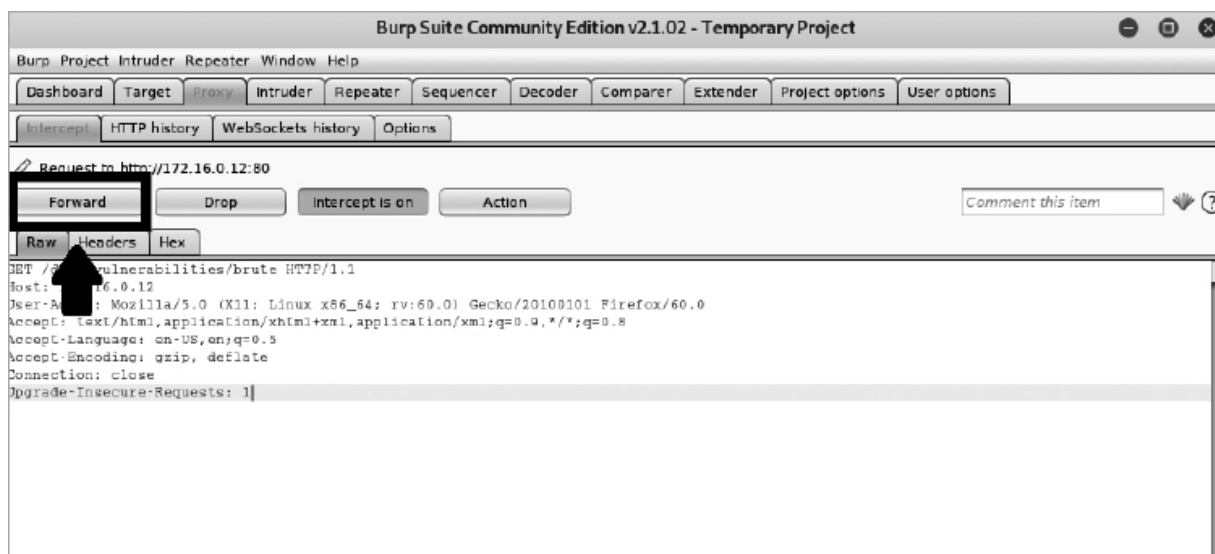 Burp Suite Community Edition v2.1.02 - Temporary Project
Burp Project Intruder Repeater Window Help
Dashboard Target Proxy Intruder Repeater Sequencer Decoder Comparer Extender Project options User options
Intercept HTTP history WebSockets history Options
Request to http://172.16.0.12:80
Forward Drop Intercept is on Action Comment this item ?
Raw Headers Hex
GET vulnerabilities/brute HTTP/1.1
Host: 16.0.12
Mozilla/5.0 (X11; Linux x86_64; rv:60.0) Gecko/20100101 Firefox/60.0
Accept: text/html,application/xhtml+xml,application/xml;q=0.9,*/*;q=0.8
Accept-Language: en-US,en;q=0.5
Accept-Encoding: gzip, deflate
Connection: close
Upgrade-Insecure-Requests: 1